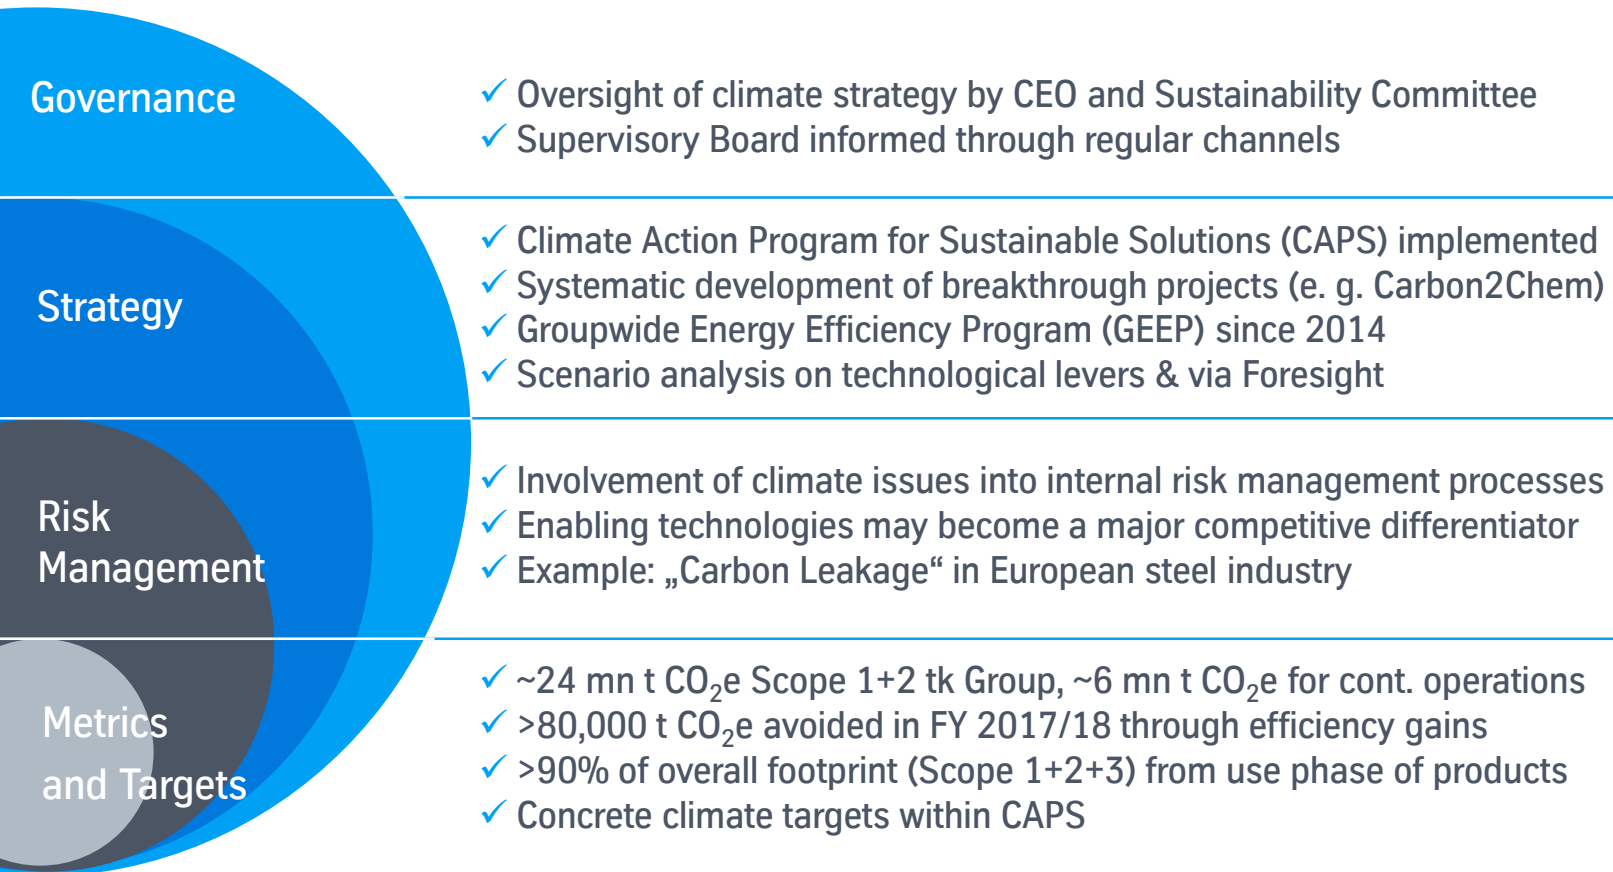 Governance
✓ Oversight of climate strategy by CEO and Sustainability Committee
✓ Supervisory Board informed through regular channels
Strategy
✓ Climate Action Program for Sustainable Solutions (CAPS) implemented
✓ Systematic development of breakthrough projects (e. g. Carbon2Chem)
✓ Groupwide Energy Efficiency Program (GEEP) since 2014
✓ Scenario analysis on technological levers & via Foresight
Risk
Management
✓ Involvement of climate issues into internal risk management processes
✓ Enabling technologies may become a major competitive differentiator
✓ Example: „Carbon Leakage“ in European steel industry
Metrics
and Targets
✓ ~24 mn t CO₂e Scope 1+2 tk Group, ~6 mn t CO₂e for cont. operations
✓ >80,000 t CO₂e avoided in FY 2017/18 through efficiency gains
✓ >90% of overall footprint (Scope 1+2+3) from use phase of products
✓ Concrete climate targets within CAPS